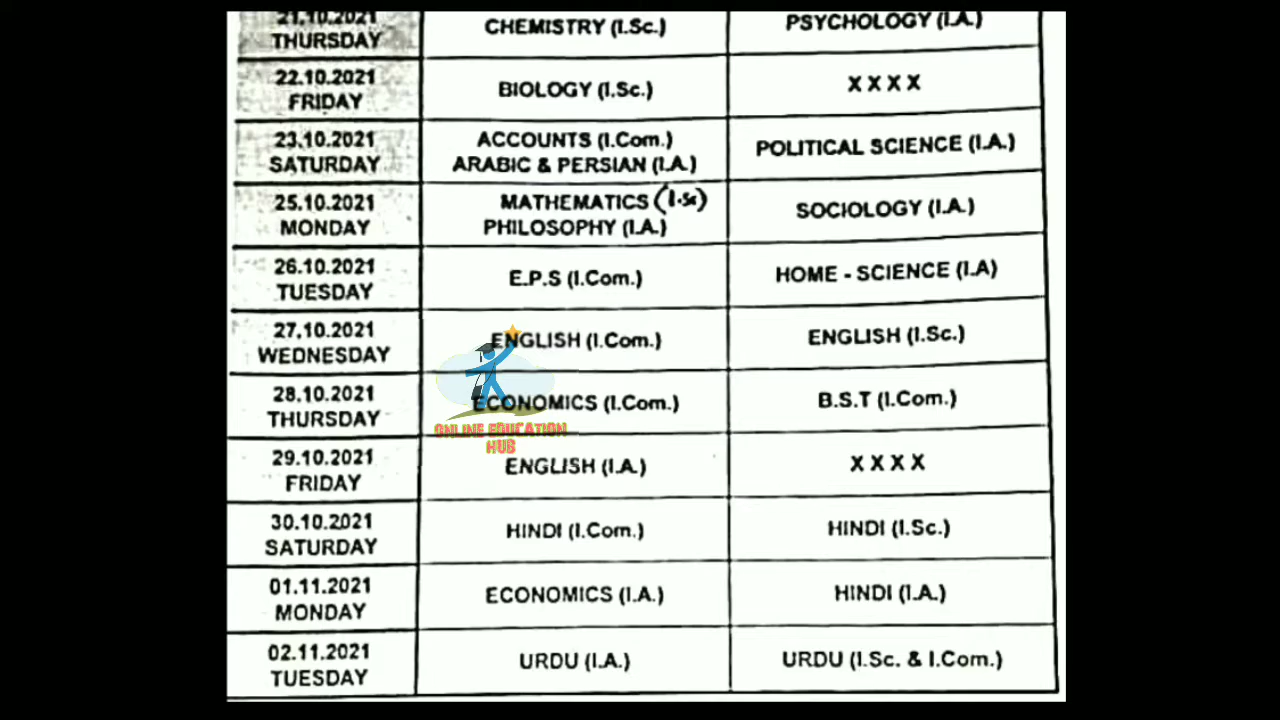 21.10.2021
THURSDAY
CHEMISTRY (I.Sc.)
PSYCHOLOGY (I.A.)
22.10.2021
FRIDAY
BIOLOGY (I.Sc.)
X X X X
23.10.2021
SATURDAY
ACCOUNTS (I.Com.)
ARABIC & PERSIAN (I.A.)
POLITICAL SCIENCE (I.A.)
25.10.2021
MONDAY
MATHEMATICS (I.Sc)
PHILOSOPHY (I.A.)
SOCIOLOGY (I.A.)
26.10.2021
TUESDAY
E.P.S (I.Com.)
HOME - SCIENCE (I.A)
27.10.2021
WEDNESDAY
ENGLISH (I.Com.)
ENGLISH (I.Sc.)
28.10.2021
THURSDAY
ECONOMICS (I.Com.)
B.S.T (I.Com.)
ONLINE EDUCATION
HUB
29.10.2021
FRIDAY
ENGLISH (I.A.)
X X X X
30.10.2021
SATURDAY
HINDI (I.Com.)
HINDI (I.Sc.)
01.11.2021
MONDAY
ECONOMICS (I.A.)
HINDI (I.A.)
02.11.2021
TUESDAY
URDU (I.A.)
URDU (I.Sc. & I.Com.)